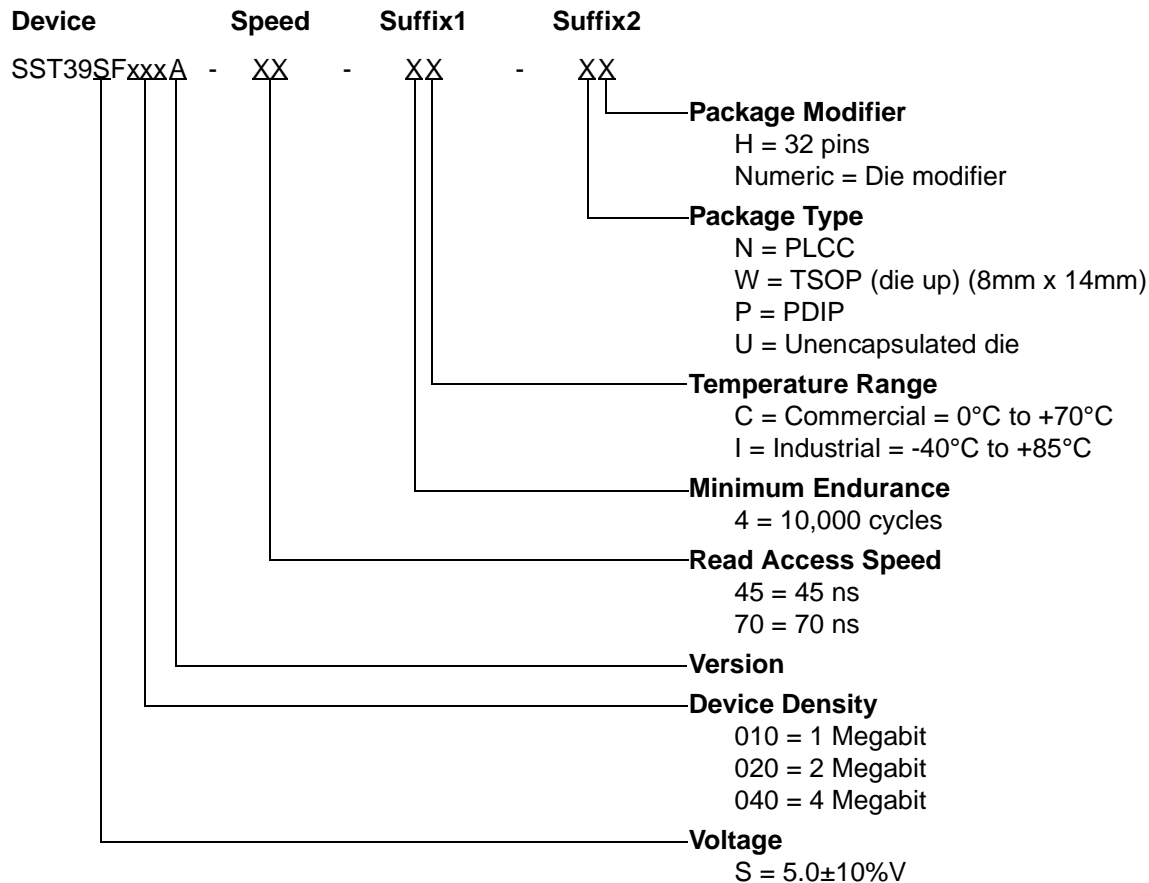 Device Speed Suffix1 Suffix2
SST39SFxxxA - XX - XX - XX
Package Modifier
H = 32 pins
Numeric = Die modifier
Package Type
N = PLCC
W = TSOP (die up) (8mm x 14mm)
P = PDIP
U = Unencapsulated die
Temperature Range
C = Commercial = 0°C to +70°C
I = Industrial = -40°C to +85°C
Minimum Endurance
4 = 10,000 cycles
Read Access Speed
45 = 45 ns
70 = 70 ns
Version
Device Density
010 = 1 Megabit
020 = 2 Megabit
040 = 4 Megabit
Voltage
S = 5.0±10%V